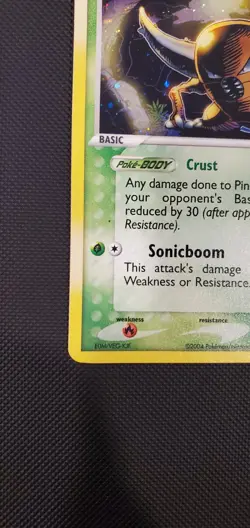 BASIC
Poké-BODY Crust
Any damage done to Pin
your opponent's Bas
reduced by 30 (after app
Resistance).
Sonicboom
This attack's damage
Weakness or Resistance.
weakness
resistance
©2004 Pokémon/Nintendo